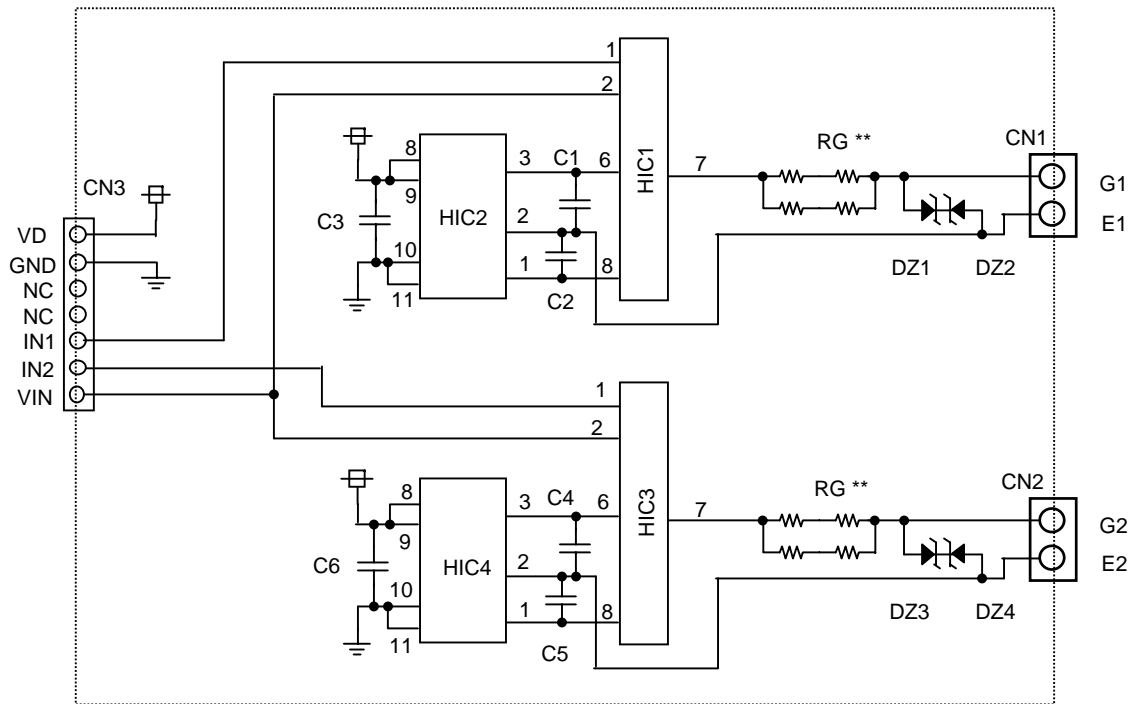 1
2
8
9
3
C1
6
HIC1
7
RG **
CN1
CN3
C3
HIC2
2
G1
E1
VD
GND
NC
NC
IN1
IN2
VIN
10
11
1
C2
8
DZ1
DZ2
1
2
8
9
3
C4
6
HIC3
7
RG **
CN2
C6
HIC4
2
G2
E2
10
11
1
C5
8
DZ3
DZ4